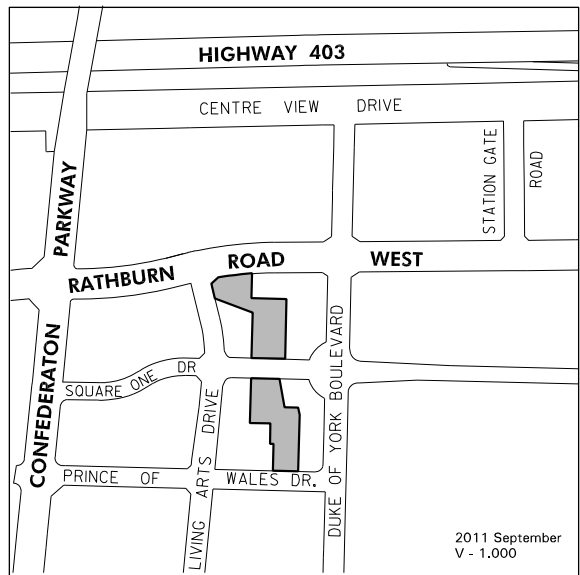 HIGHWAY 403
CENTRE VIEW DRIVE
STATION GATE
ROAD
PARKWAY
RATHBURN ROAD WEST
CONFEDERATON
SQUARE ONE DR
LIVING ARTS DRIVE
DUKE OF YORK BOULEVARD
PRINCE OF WALES DR.
2011 September
V - 1.000